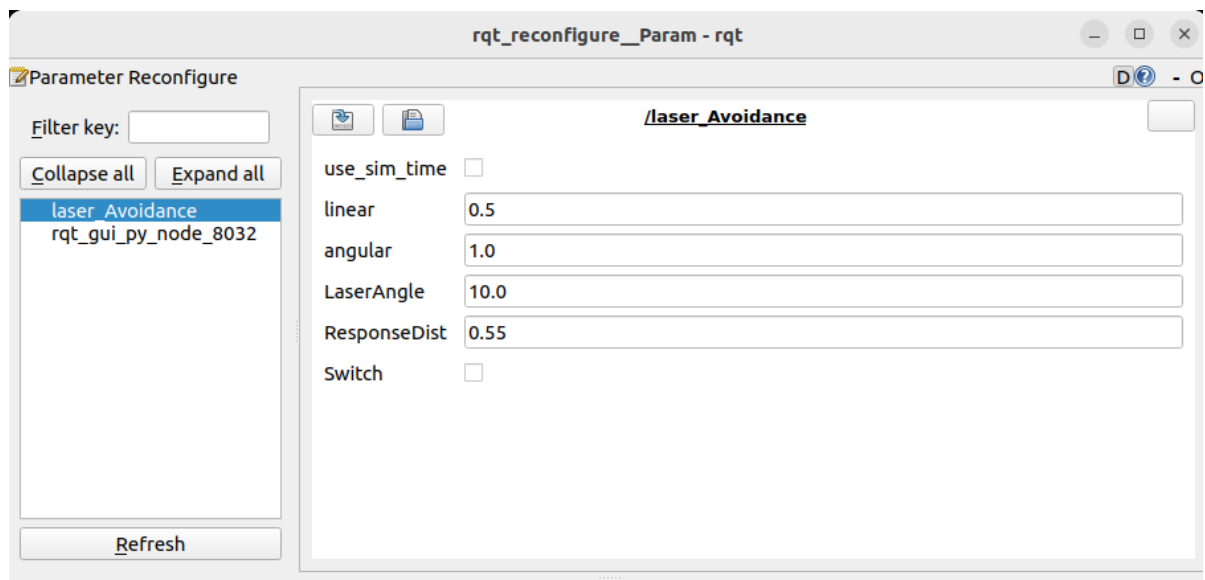 rqt_reconfigure__Param - rqt
Parameter Reconfigure
D - O
Filter key:
/laser_Avoidance
Collapse all Expand all
use_sim_time
laser_Avoidance
linear 0.5
rqt_gui_py_node_8032
angular 1.0
LaserAngle 10.0
ResponseDist 0.55
Switch
Refresh